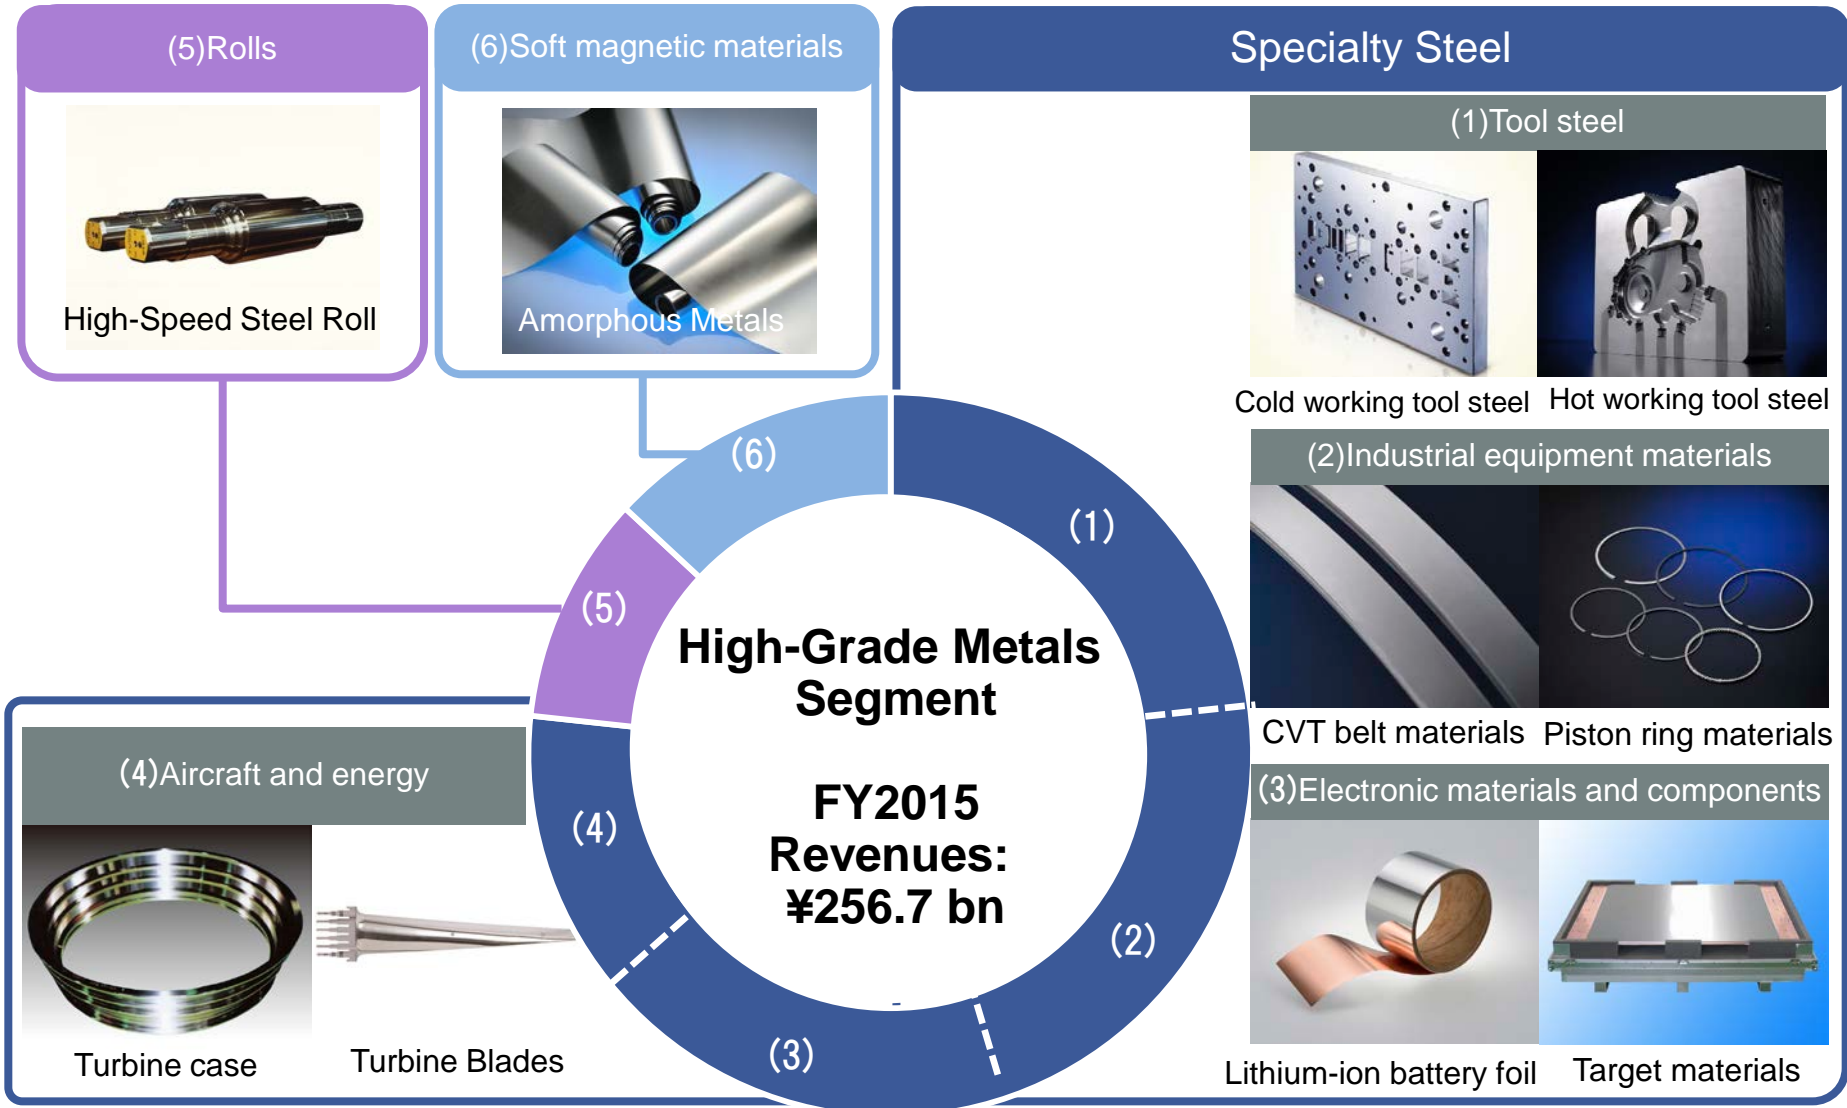 (5)Rolls
High-Speed Steel Roll
(6)Soft magnetic materials
Amorphous Metals
Specialty Steel
(1)Tool steel
Cold working tool steel
Hot working tool steel
(2)Industrial equipment materials
CVT belt materials
Piston ring materials
(3)Electronic materials and components
Lithium-ion battery foil
Target materials
(4)Aircraft and energy
Turbine case
Turbine Blades
(6)
(1)
(5)
(4)
(2)
(3)
High-Grade Metals
Segment
FY2015
Revenues:
¥256.7 bn
-